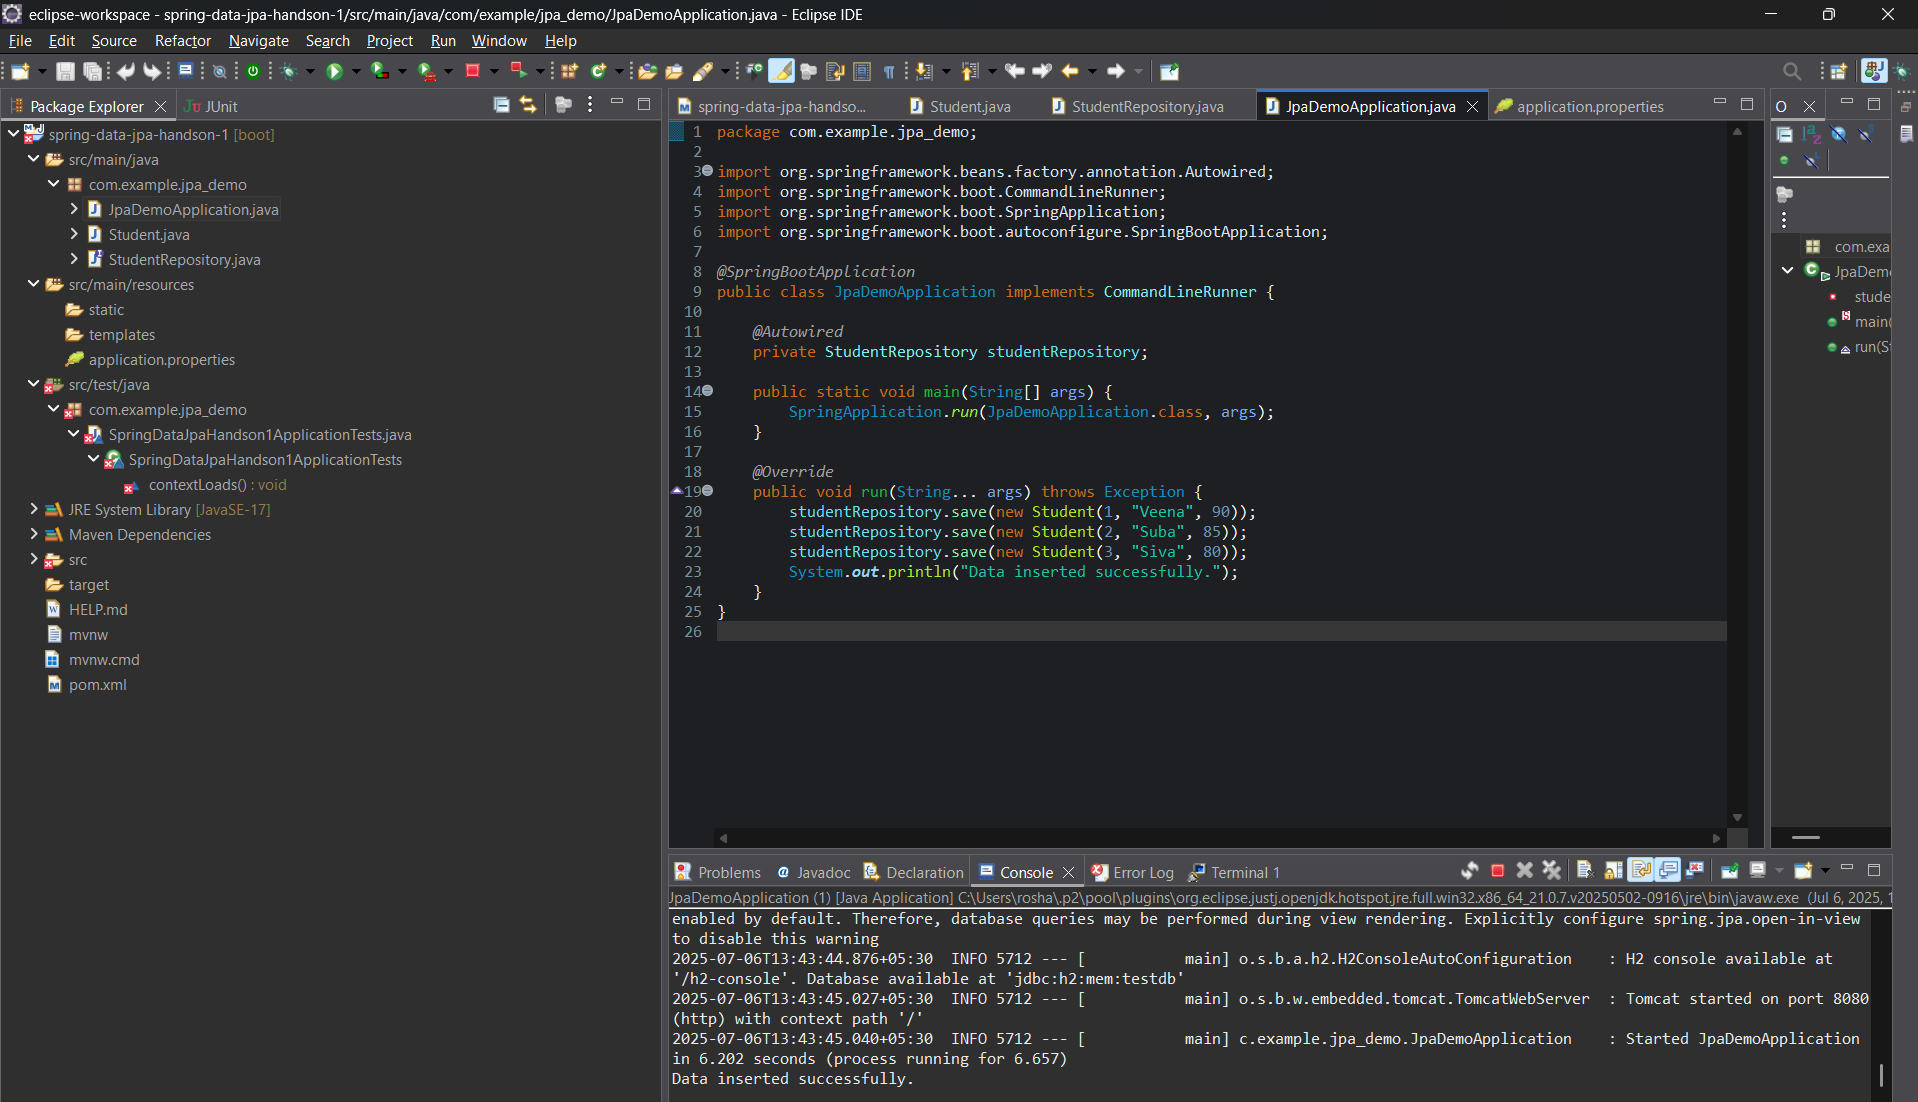 eclipse-workspace - spring-data-jpa-handson-1/src/main/java/com/example/jpa_demo/JpaDemoApplication.java - Eclipse IDE
File Edit Source Refactor Navigate Search Project Run Window Help
Package Explorer
JUnit
spring-data-jpa-handson-1 [boot]
src/main/java
com.example.jpa_demo
JpaDemoApplication.java
Student.java
StudentRepository.java
src/main/resources
static
templates
application.properties
src/test/java
com.example.jpa_demo
SpringDataJpaHandson1ApplicationTests.java
SpringDataJpaHandson1ApplicationTests
contextLoads() : void
JRE System Library [JavaSE-17]
Maven Dependencies
src
target
HELP.md
mvnw
mvnw.cmd
pom.xml
spring-data-jpa-handso... Student.java StudentRepository.java JpaDemoApplication.java application.properties
1 package com.example.jpa_demo;
2
3 import org.springframework.beans.factory.annotation.Autowired;
4 import org.springframework.boot.CommandLineRunner;
5 import org.springframework.boot.SpringApplication;
6 import org.springframework.boot.autoconfigure.SpringBootApplication;
7
8 @SpringBootApplication
9 public class JpaDemoApplication implements CommandLineRunner {
10
11 @Autowired
12 private StudentRepository studentRepository;
13
14 public static void main(String[] args) {
15 SpringApplication.run(JpaDemoApplication.class, args);
16 }
17
18 @Override
19 public void run(String... args) throws Exception {
20 studentRepository.save(new Student(1, "Veena", 90));
21 studentRepository.save(new Student(2, "Suba", 85));
22 studentRepository.save(new Student(3, "Siva", 80));
23 System.out.println("Data inserted successfully.");
24 }
25 }
26
O
com.exa
JpaDem
stude
main(
run(S
Problems Javadoc Declaration Console Error Log Terminal 1
JpaDemoApplication (1) [Java Application] C:\Users\rosha\.p2\pool\plugins\org.eclipse.justj.openjdk.hotspot.jre.full.win32.x86_64_21.0.7.v20250502-0916\jre\bin\javaw.exe (Jul 6, 2025, 1
enabled by default. Therefore, database queries may be performed during view rendering. Explicitly configure spring.jpa.open-in-view
to disable this warning
2025-07-06T13:43:44.876+05:30 INFO 5712 --- [ main] o.s.b.a.h2.H2ConsoleAutoConfiguration : H2 console available at
'/h2-console'. Database available at 'jdbc:h2:mem:testdb'
2025-07-06T13:43:45.027+05:30 INFO 5712 --- [ main] o.s.b.w.embedded.tomcat.TomcatWebServer : Tomcat started on port 8080
(http) with context path '/'
2025-07-06T13:43:45.040+05:30 INFO 5712 --- [ main] c.example.jpa_demo.JpaDemoApplication : Started JpaDemoApplication
in 6.202 seconds (process running for 6.657)
Data inserted successfully.